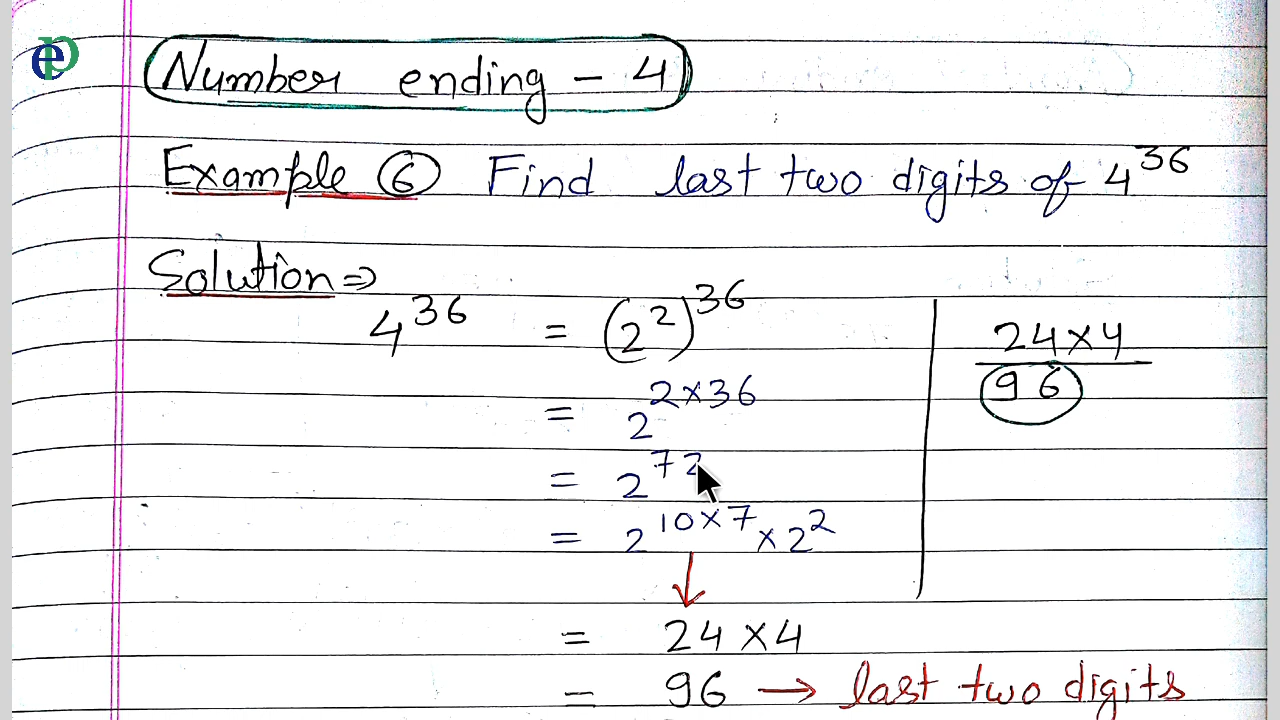 ep
Number ending - 4
Example ⑥ Find last two digits of 4^36
Solution ⇒
4^36 = (2^2)^36
= 2^(2×36)
= 2^72
= 2^(10×7) × 2^2
↓
= 24 × 4
= 96 → last two digits
24×4
96